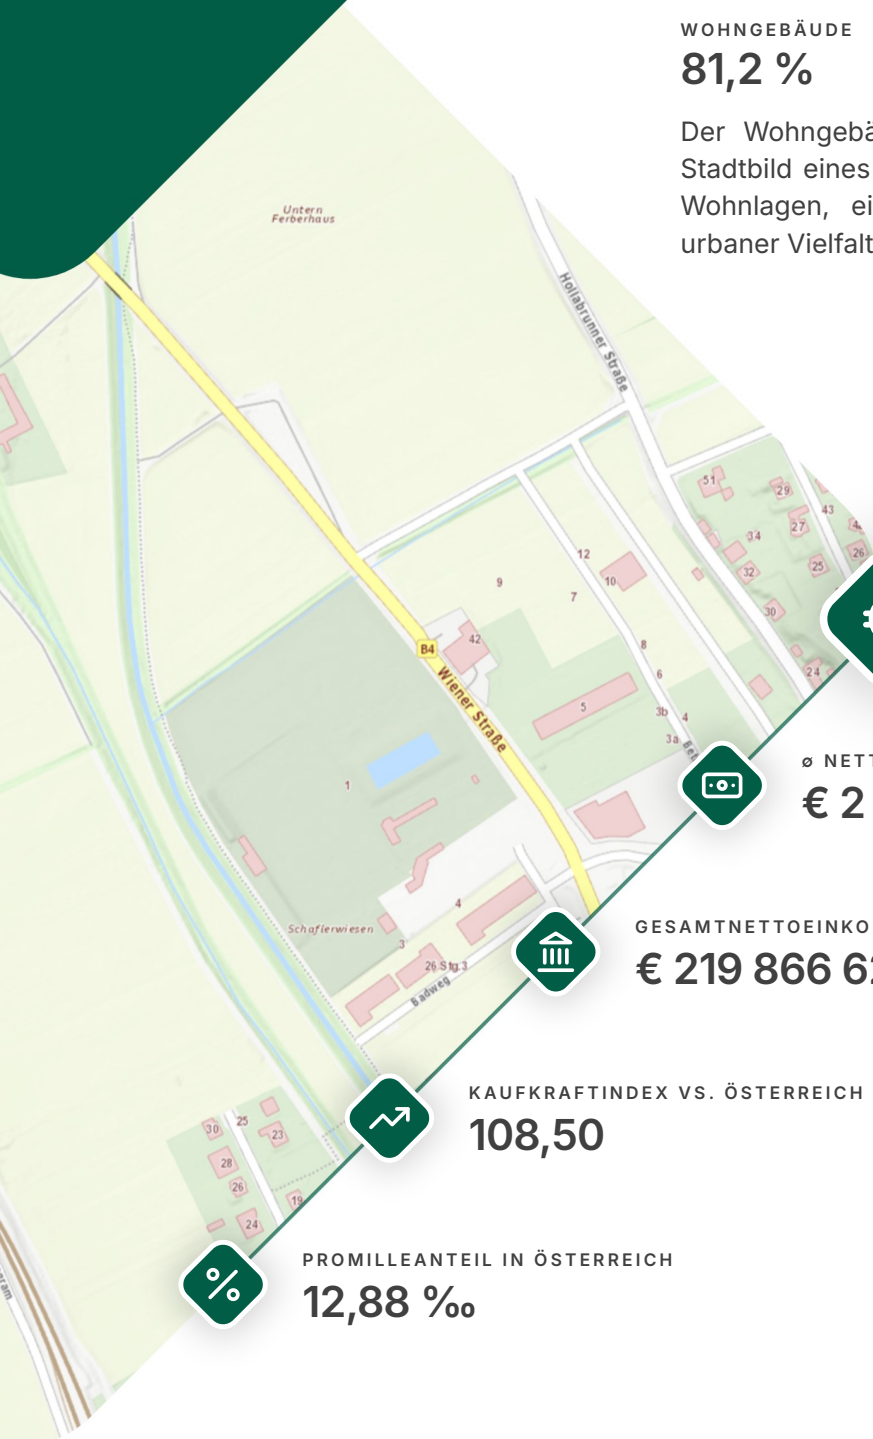 WOHNGEBÄUDE
81,2 %
Der Wohngebä
Stadtbild eines
Wohnlagen, ei
urbaner Vielfalt
Untern
Ferberhaus
Hollabrunner Straße
51
29
43
27
34
26
25
32
30
24
12
10
9
7
8
6
3b
4
3a
42
B4
Wiener Straße
5
1
4
Schaflerwiesen
3
26 Stg.3
Badweg
ø NETT
€ 2
GESAMTNETTOEINKO
€ 219 866 62
KAUFKRAFTINDEX VS. ÖSTERREICH
108,50
30
25
23
28
26
19
24
PROMILLEANTEIL IN ÖSTERREICH
12,88 ‰